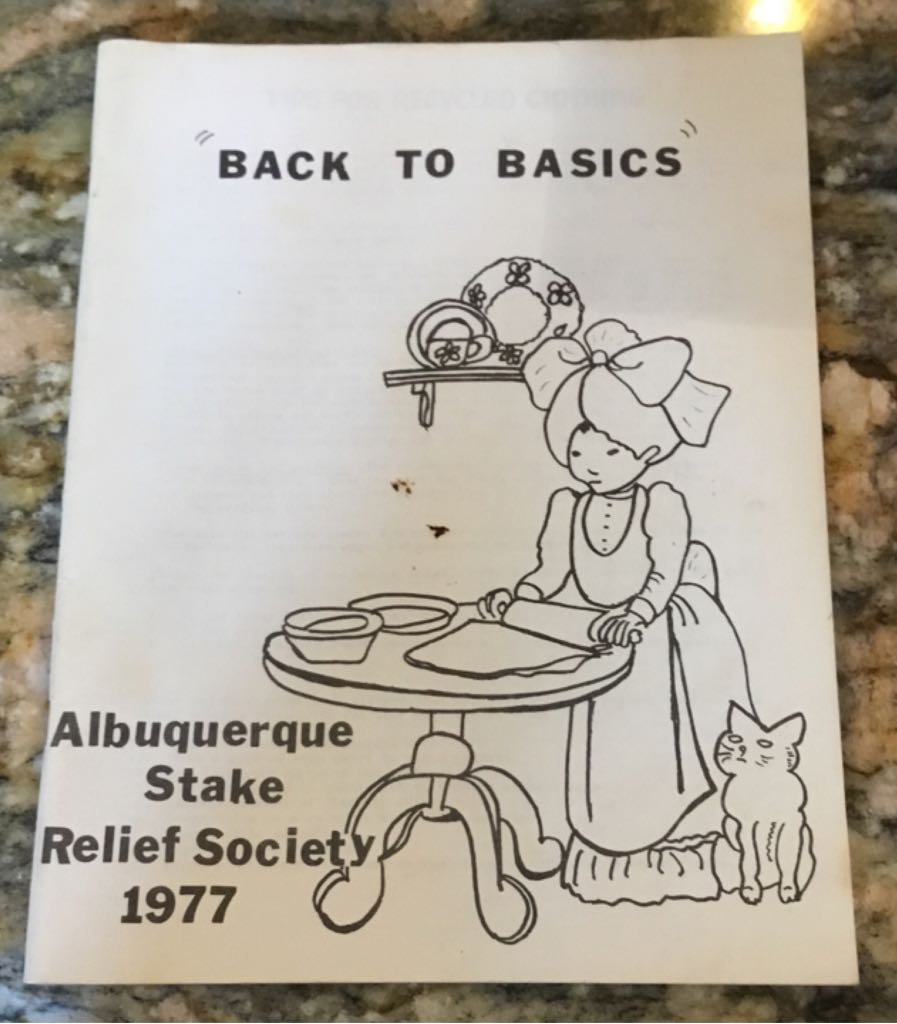 "BACK TO BASICS"
Albuquerque
Stake
Relief Society
1977